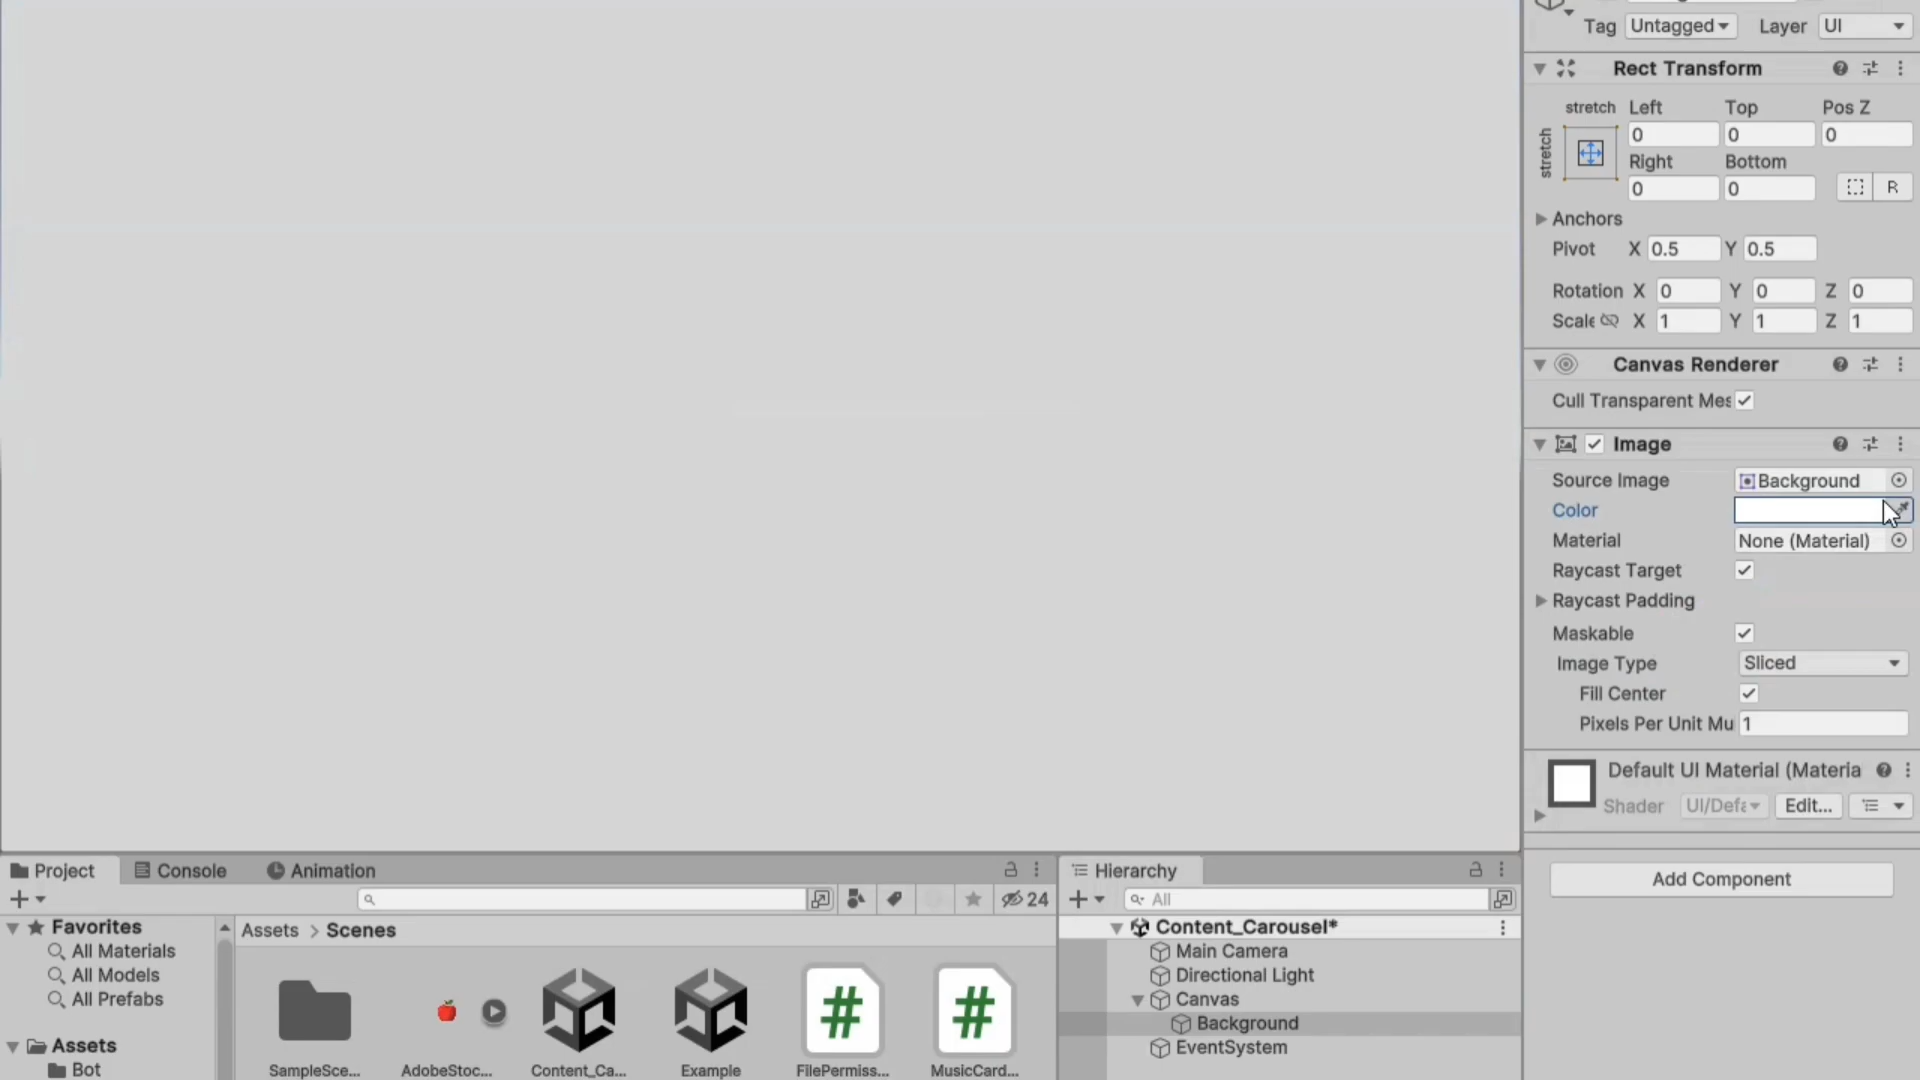 Tag Untagged Layer UI
Rect Transform
stretch Left Top Pos Z
stretch
0 0 0
Right Bottom
0 0 R
Anchors
Pivot X 0.5 Y 0.5
Rotation X 0 Y 0 Z 0
Scale X 1 Y 1 Z 1
Canvas Renderer
Cull Transparent Mes
Image
Source Image Background
Color
Material None (Material)
Raycast Target
Raycast Padding
Maskable
Image Type Sliced
Fill Center
Pixels Per Unit Mu 1
Default UI Material (Materia
Shader UI/Defa Edit...
Add Component
Project Console Animation
24
Favorites
All Materials
All Models
All Prefabs
Assets
Bot
Assets > Scenes
SampleSce...
AdobeStoc...
Content_Ca...
Example
FilePermiss...
MusicCard...
Hierarchy
All
Content_Carousel*
Main Camera
Directional Light
Canvas
Background
EventSystem